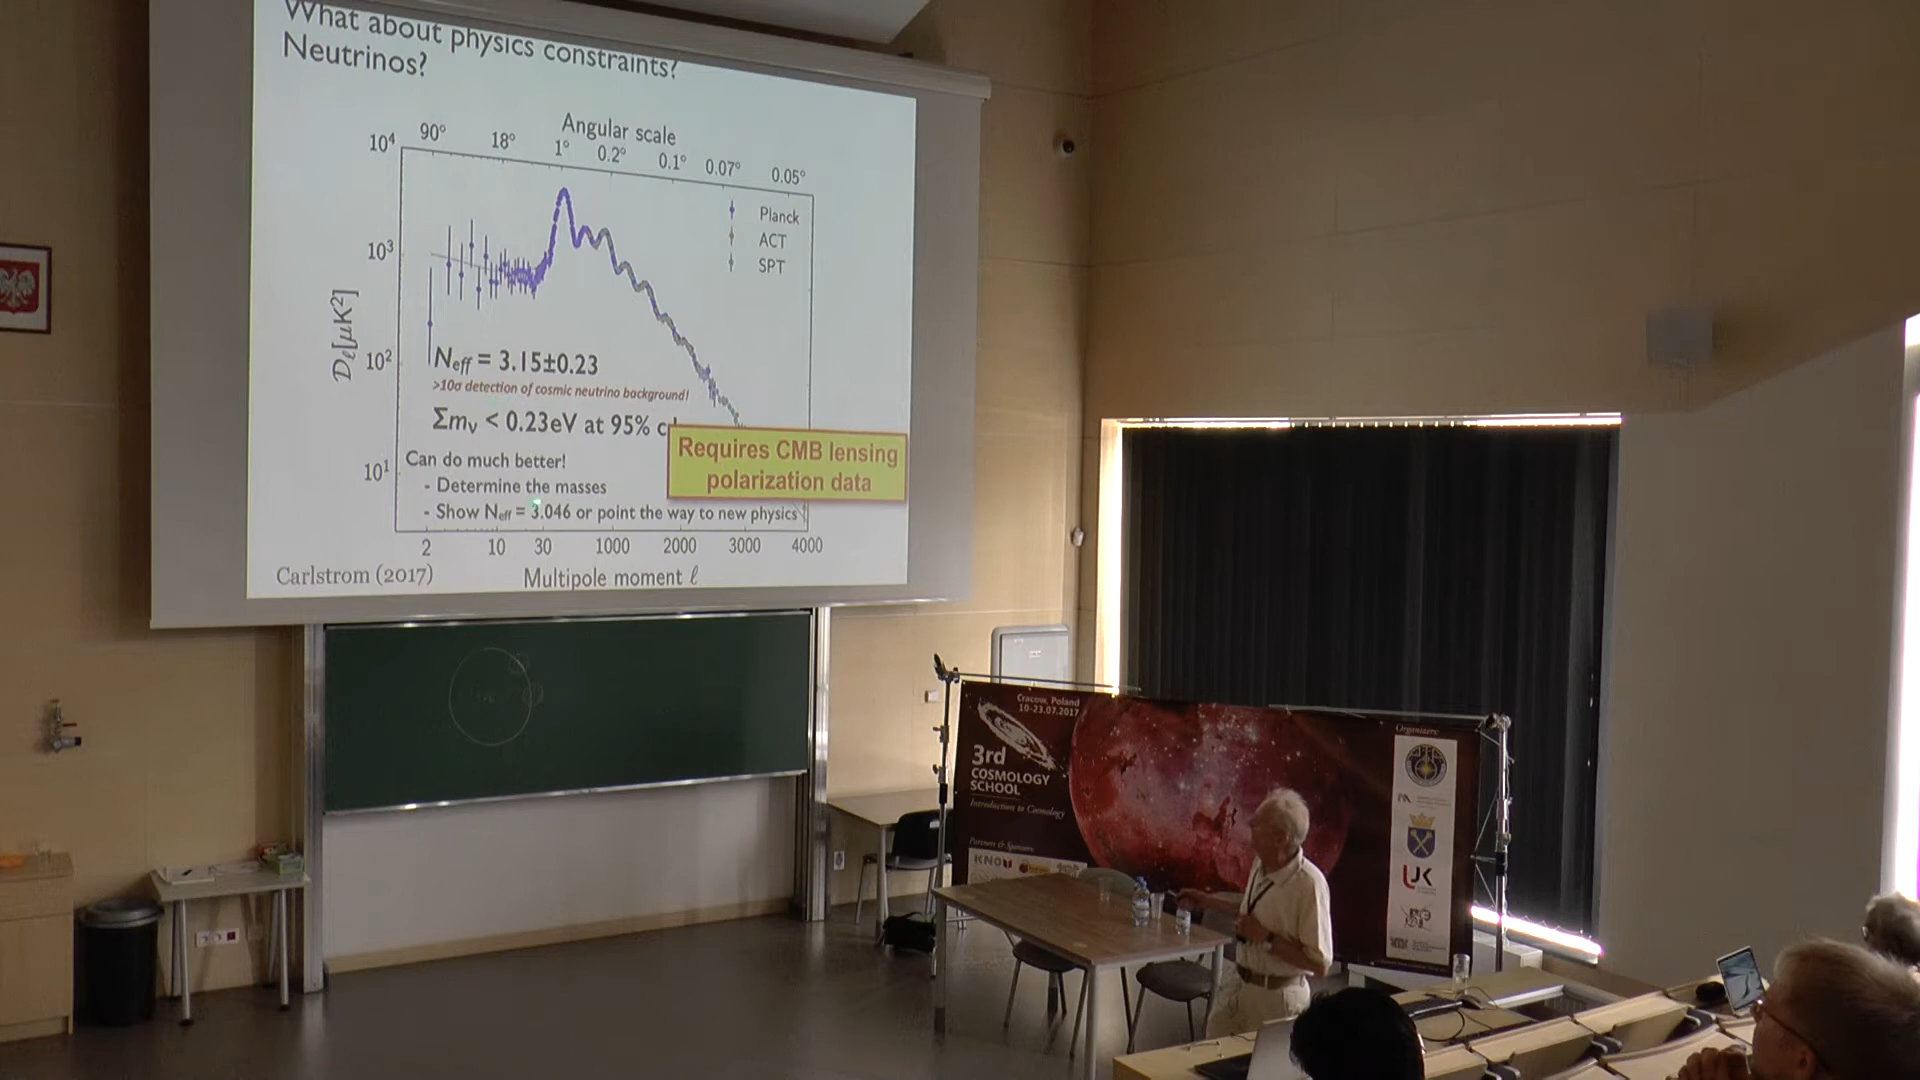 What about physics constraints?
Neutrinos?
Angular scale
90° 18° 1° 0.2° 0.1° 0.07° 0.05°
10⁴
10³
10²
10¹
𝒟ℓ[μK²]
Planck
ACT
SPT
Neff = 3.15±0.23
>10σ detection of cosmic neutrino background!
Σmν < 0.23eV at 95% c
Requires CMB lensing
polarization data
Can do much better!
- Determine the masses
- Show Neff = 3.046 or point the way to new physics
2 10 30 1000 2000 3000 4000
Multipole moment ℓ
Carlstrom (2017)
Cracow, Poland
10-23.07.2017
3rd
COSMOLOGY
SCHOOL
Introduction to Cosmology
Partners & Sponsors:
Organizers:
UJK